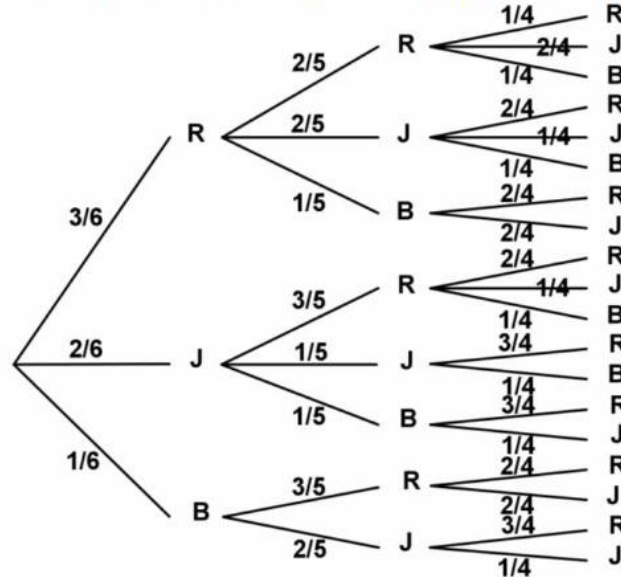 1/4 R
2/4 J
R
2/5
1/4 B
2/4 R
2/5 J 1/4 J
R
1/4 B
1/5 2/4 R
B
3/6 2/4 J
2/4 R
R 1/4 J
3/5
1/4 B
3/4 R
2/6 J 1/5 J
1/4 B
1/5 3/4 R
B
1/4 J
1/6 2/4 R
3/5 R
2/4 J
B
3/4 R
2/5 J
1/4 J